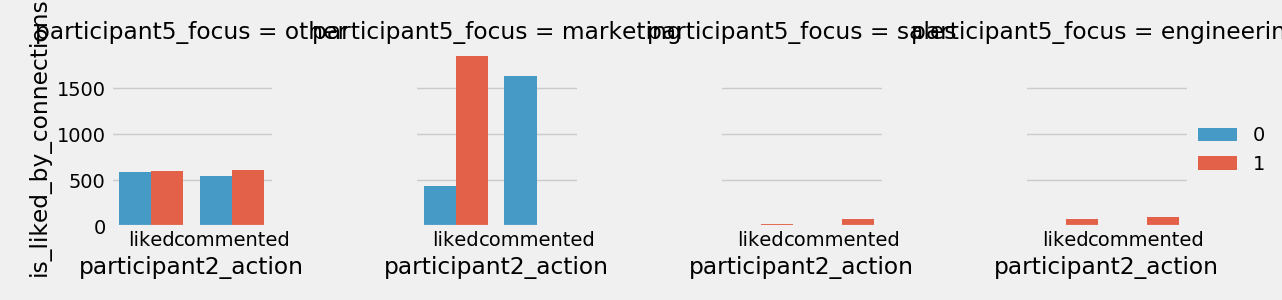 participant5_focus = other
participant5_focus = marketing
participant5_focus = sales
participant5_focus = engineerin
is_liked_by_connections
1500
1000
500
0
0
1
liked commented
liked commented
liked commented
liked commented
participant2_action
participant2_action
participant2_action
participant2_action